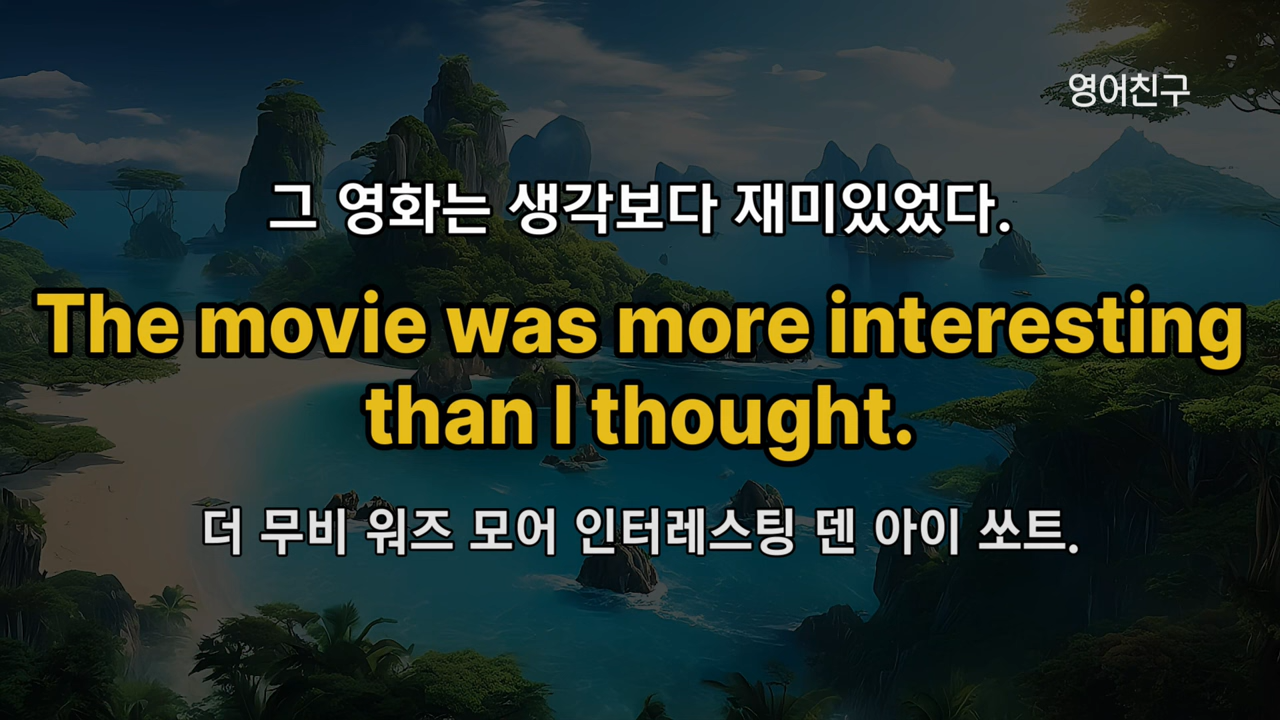 영어친구
그 영화는 생각보다 재미있었다.
The movie was more interesting
than I thought.
더 무비 워즈 모어 인터레스팅 덴 아이 쏘트.